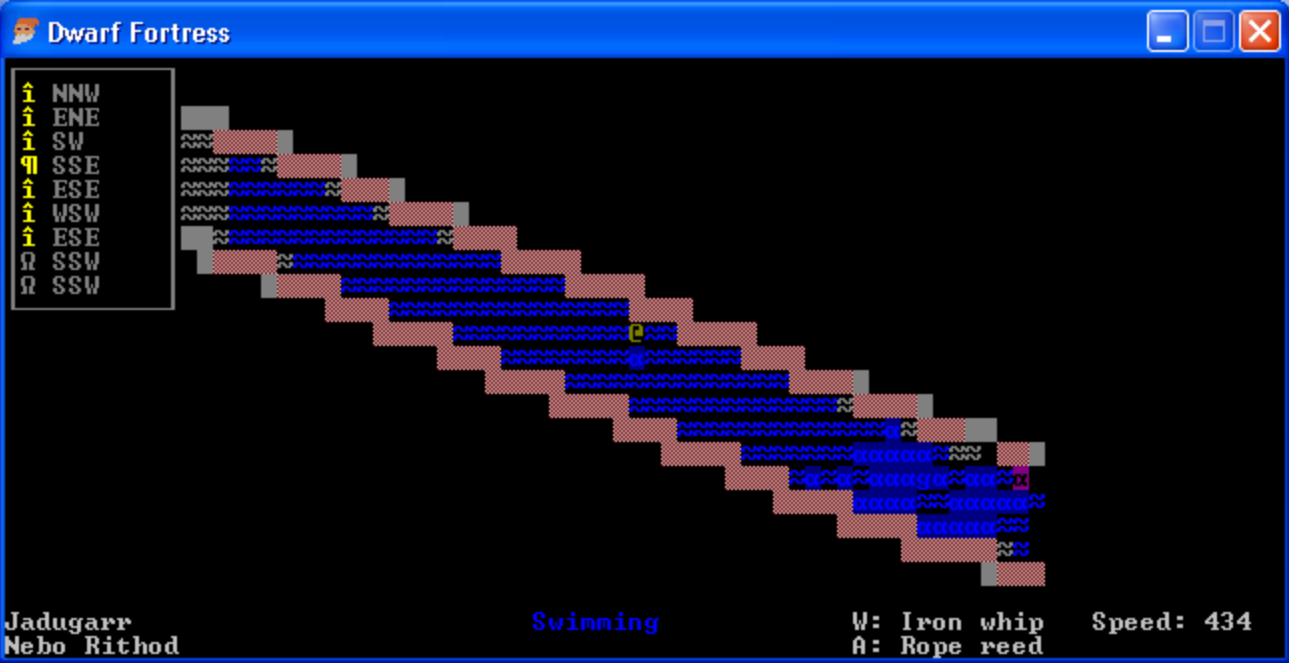 Dwarf Fortress
î NNW
î ENE
î SW
¶ SSE
î ESE
î WSW
î ESE
Ω SSW
Ω SSW
Swimming
Jadugarr
Nebo Rithod
W: Iron whip
A: Rope reed
Speed: 434